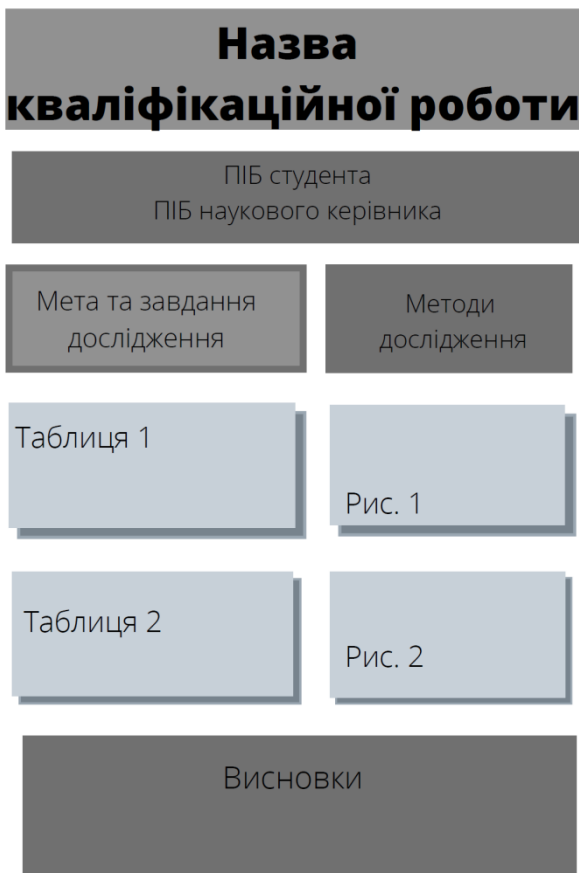 Назва
кваліфікаційної роботи
ПІБ студента
ПІБ наукового керівника
Мета та завдання
дослідження
Методи
дослідження
Таблиця 1
Рис. 1
Таблиця 2
Рис. 2
Висновки